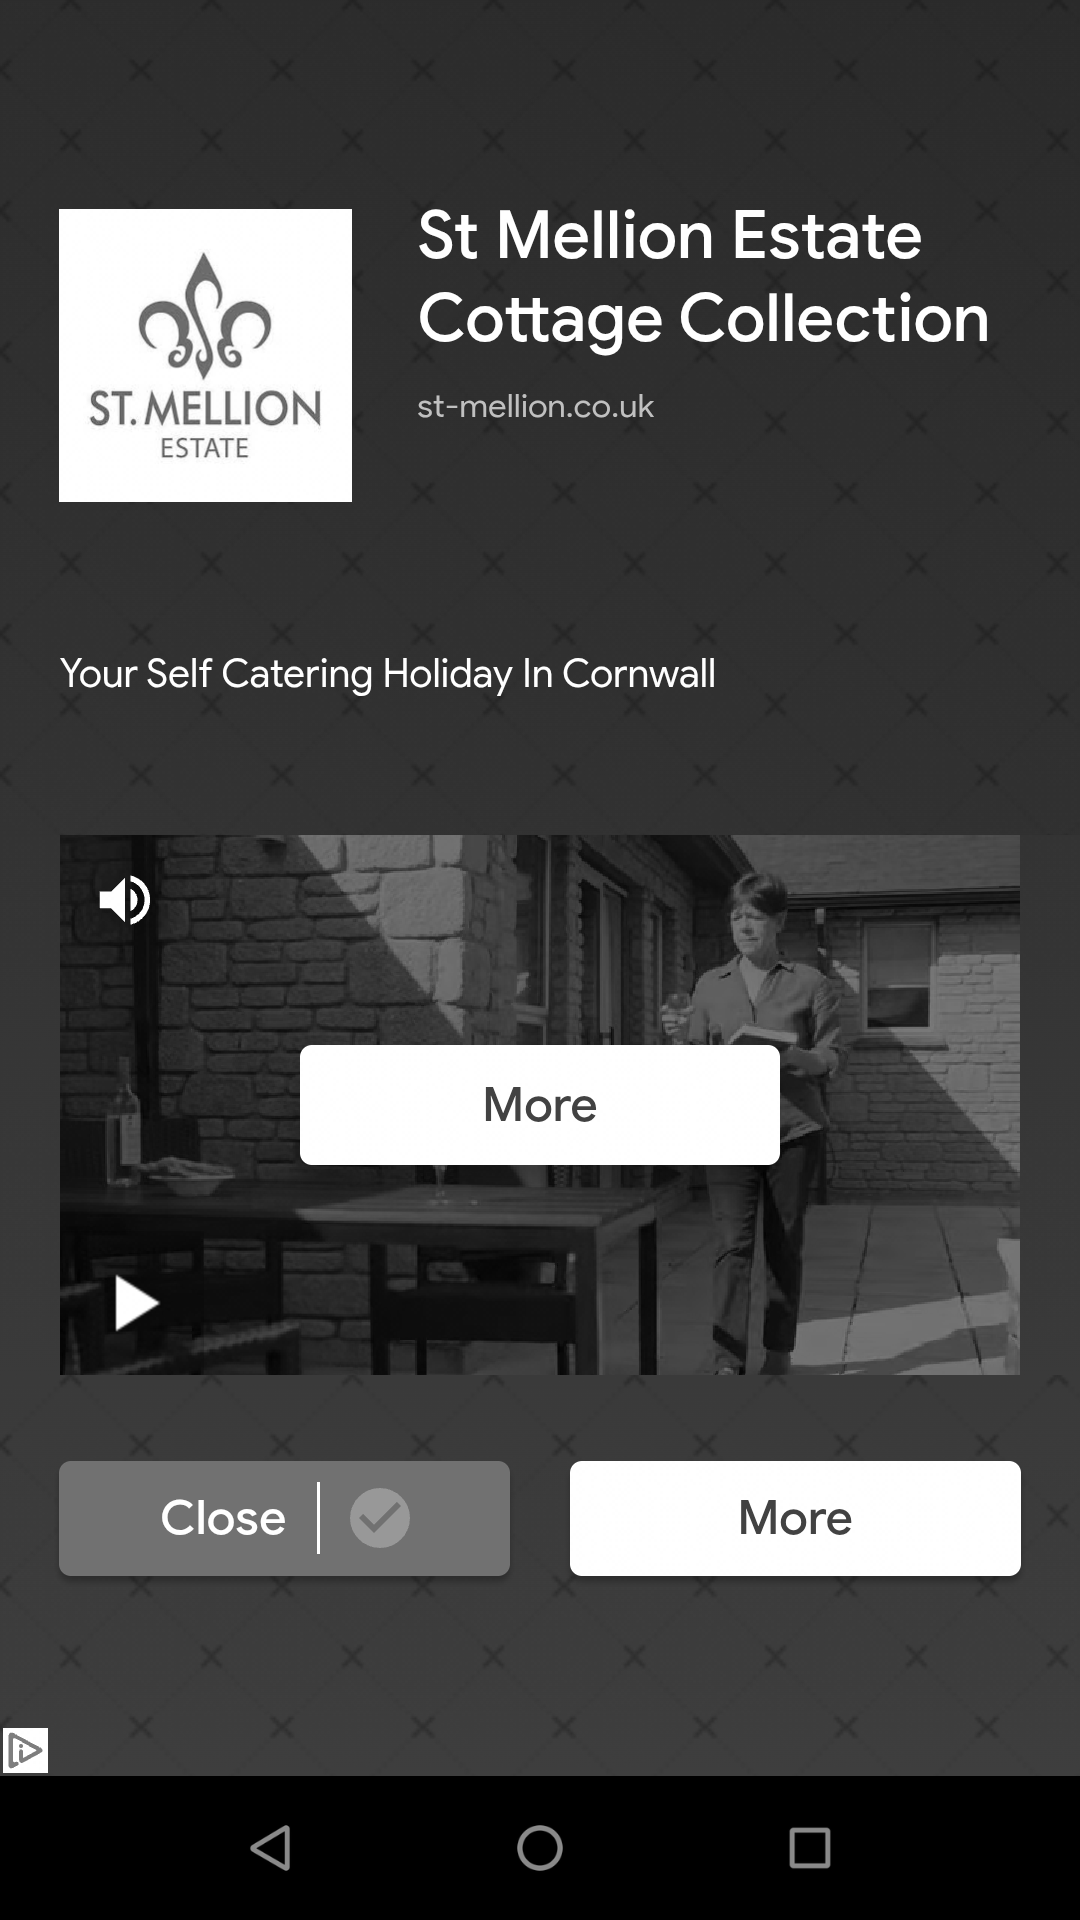 St Mellion Estate
Cottage Collection
st-mellion.co.uk
ST. MELLION
ESTATE
Your Self Catering Holiday In Cornwall
More
Close
More